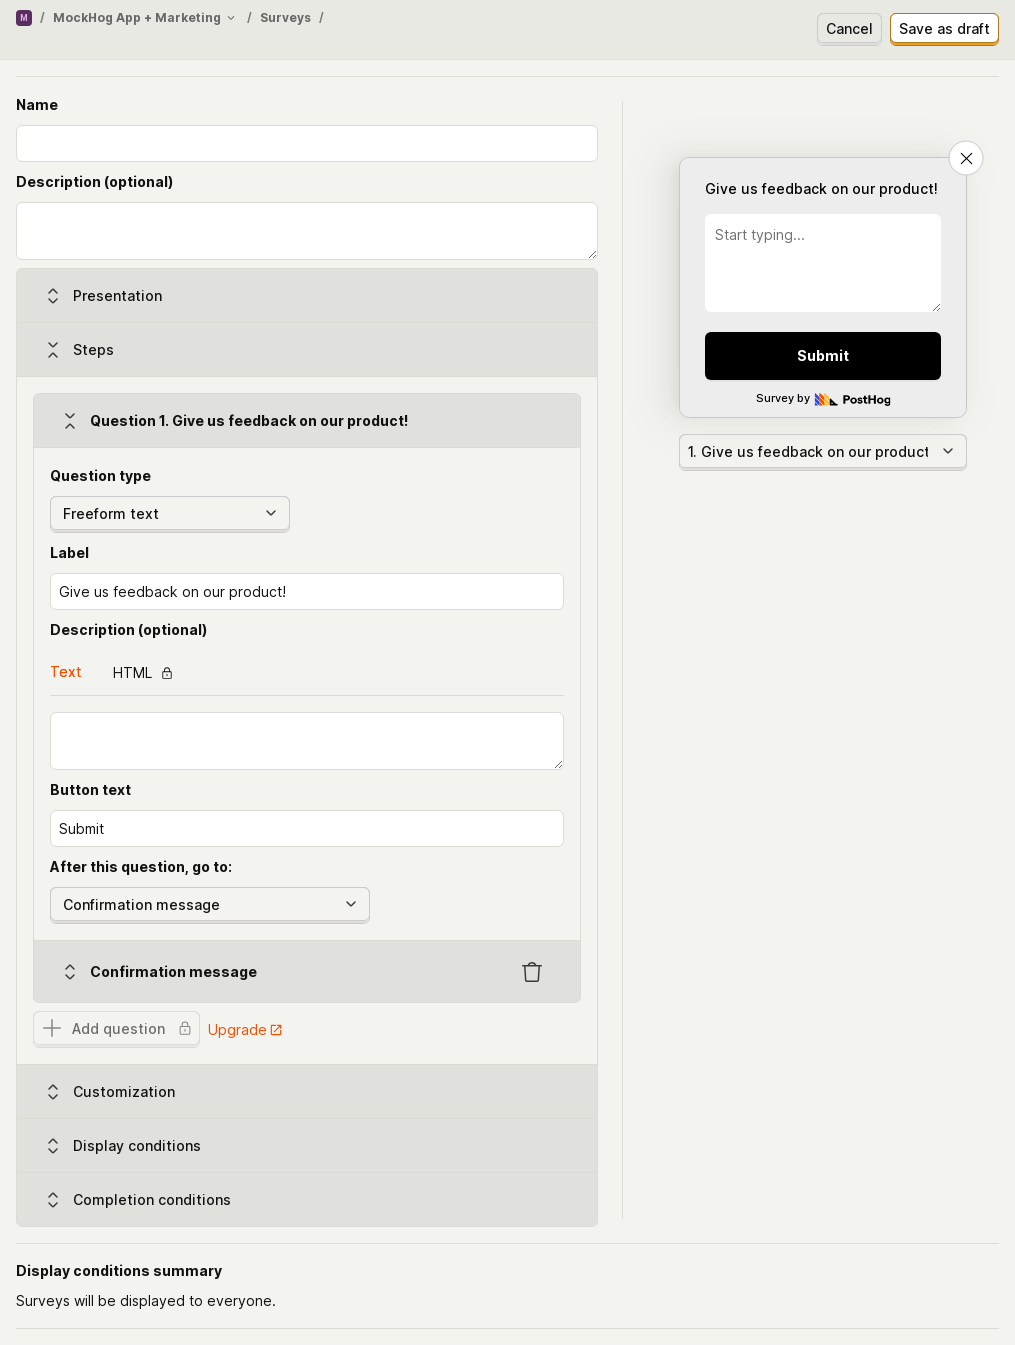 M / MockHog App + Marketing / Surveys /
Cancel
Save as draft
Name
Description (optional)
Presentation
Steps
Question 1. Give us feedback on our product!
Question type
Freeform text
Label
Give us feedback on our product!
Description (optional)
Text
HTML
Button text
Submit
After this question, go to:
Confirmation message
Confirmation message
Add question
Upgrade
Customization
Display conditions
Completion conditions
Give us feedback on our product!
Start typing...
Submit
Survey by PostHog
1. Give us feedback on our product
Display conditions summary
Surveys will be displayed to everyone.